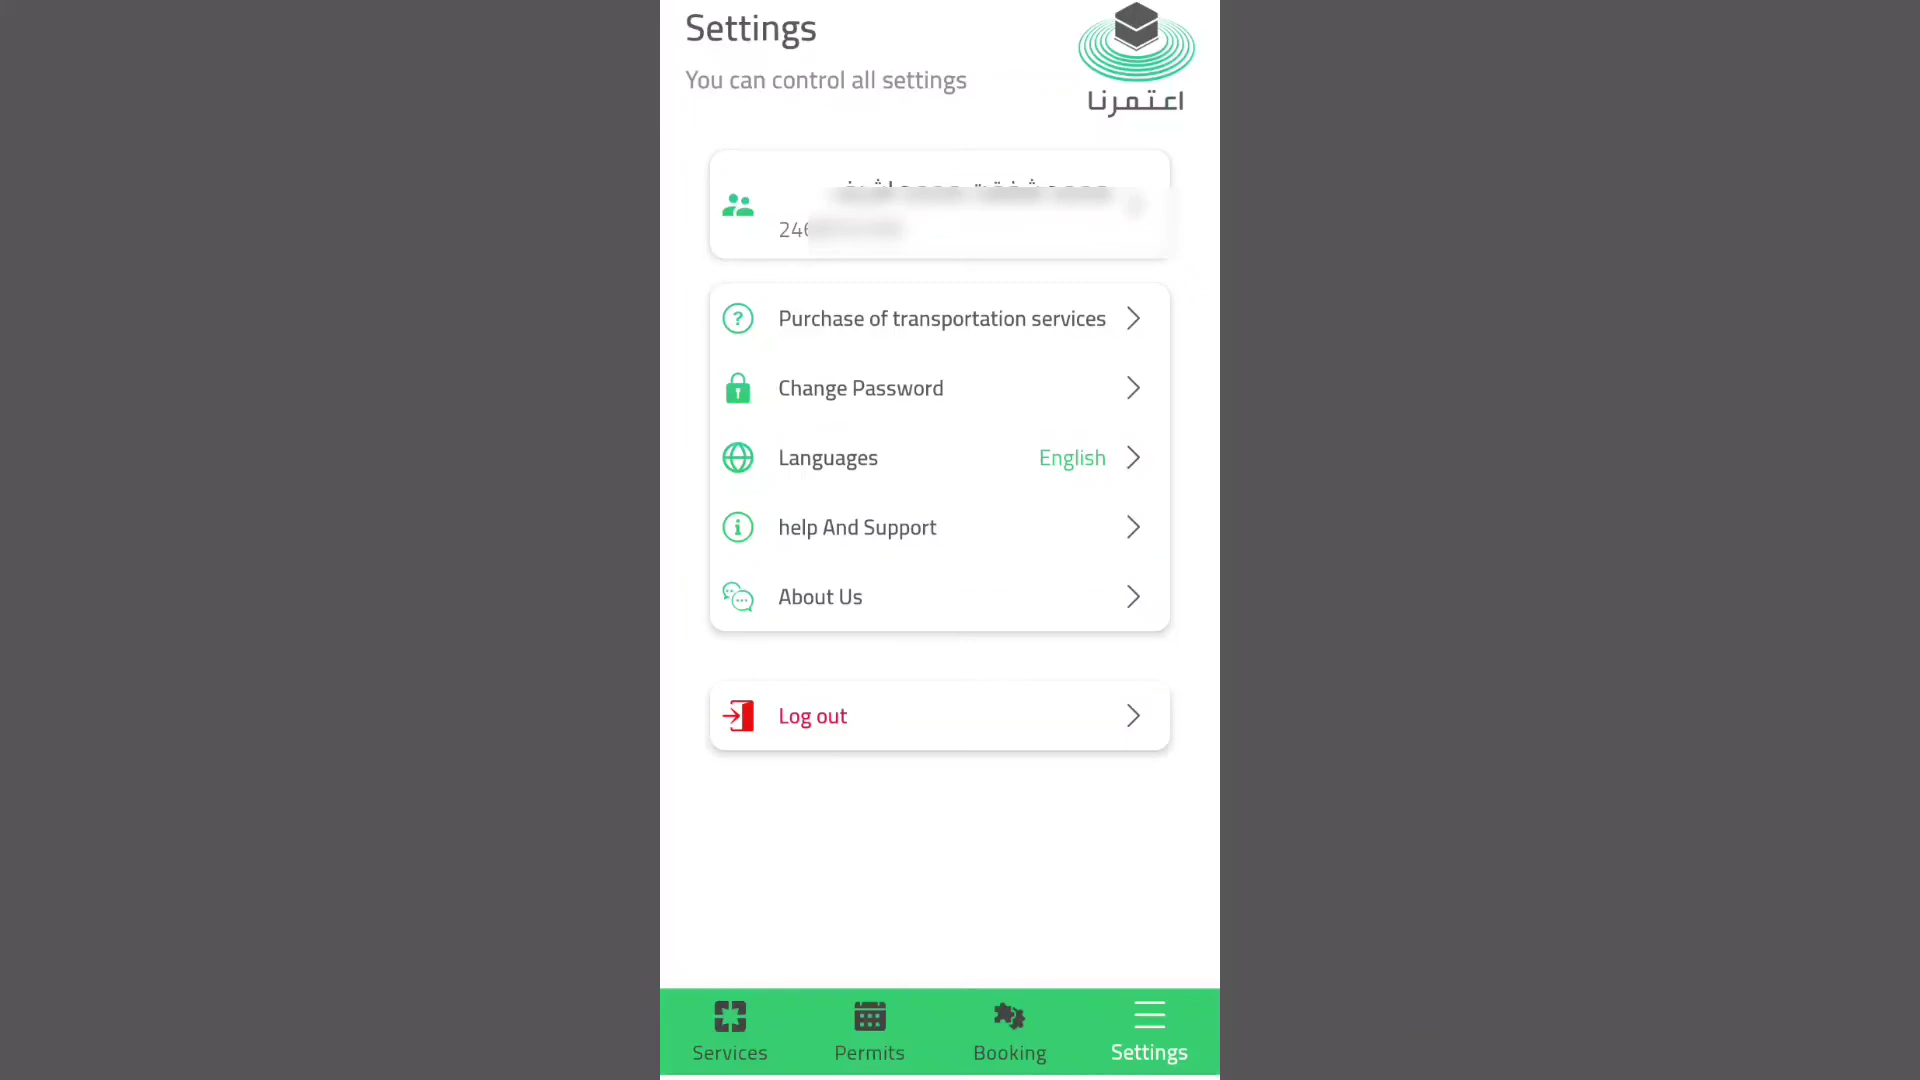 Settings
You can control all settings
اعتمرنا
246
Purchase of transportation services
Change Password
Languages
English
help And Support
About Us
Log out
Services
Permits
Booking
Settings